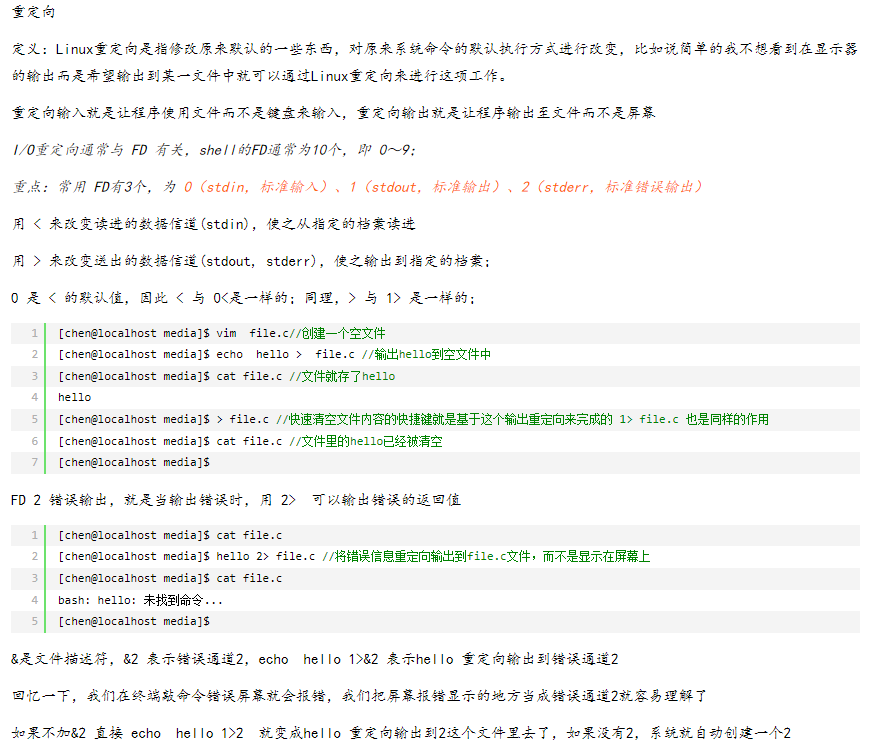 重定向
定义：Linux重定向是指修改原来默认的一些东西，对原来系统命令的默认执行方式进行改变，比如说简单的我不想看到在显示器
的输出而是希望输出到某一文件中就可以通过Linux重定向来进行这项工作。
重定向输入就是让程序使用文件而不是键盘来输入，重定向输出就是让程序输出至文件而不是屏幕
I/O重定向通常与 FD 有关，shell的FD通常为10个，即 0～9；
重点：常用 FD有3个，为 0（stdin，标准输入）、1（stdout，标准输出）、2（stderr，标准错误输出）
用 < 来改变读进的数据信道(stdin)，使之从指定的档案读进
用 > 来改变送出的数据信道(stdout, stderr)，使之输出到指定的档案；
0 是 < 的默认值，因此 < 与 0<是一样的；同理，> 与 1> 是一样的；
1 [chen@localhost media]$ vim  file.c//创建一个空文件
2 [chen@localhost media]$ echo  hello >  file.c //输出hello到空文件中
3 [chen@localhost media]$ cat file.c //文件就存了hello
4 hello
5 [chen@localhost media]$ > file.c //快速清空文件内容的快捷键就是基于这个输出重定向来完成的 1> file.c 也是同样的作用
6 [chen@localhost media]$ cat file.c //文件里的hello已经被清空
7 [chen@localhost media]$
FD 2 错误输出，就是当输出错误时，用 2>  可以输出错误的返回值
1 [chen@localhost media]$ cat file.c
2 [chen@localhost media]$ hello 2> file.c //将错误信息重定向输出到file.c文件，而不是显示在屏幕上
3 [chen@localhost media]$ cat file.c
4 bash: hello: 未找到命令...
5 [chen@localhost media]$
&是文件描述符，&2 表示错误通道2，echo  hello 1>&2 表示hello 重定向输出到错误通道2
回忆一下，我们在终端敲命令错误屏幕就会报错，我们把屏幕报错显示的地方当成错误通道2就容易理解了
如果不加&2 直接 echo  hello 1>2  就变成hello 重定向输出到2这个文件里去了，如果没有2，系统就自动创建一个2